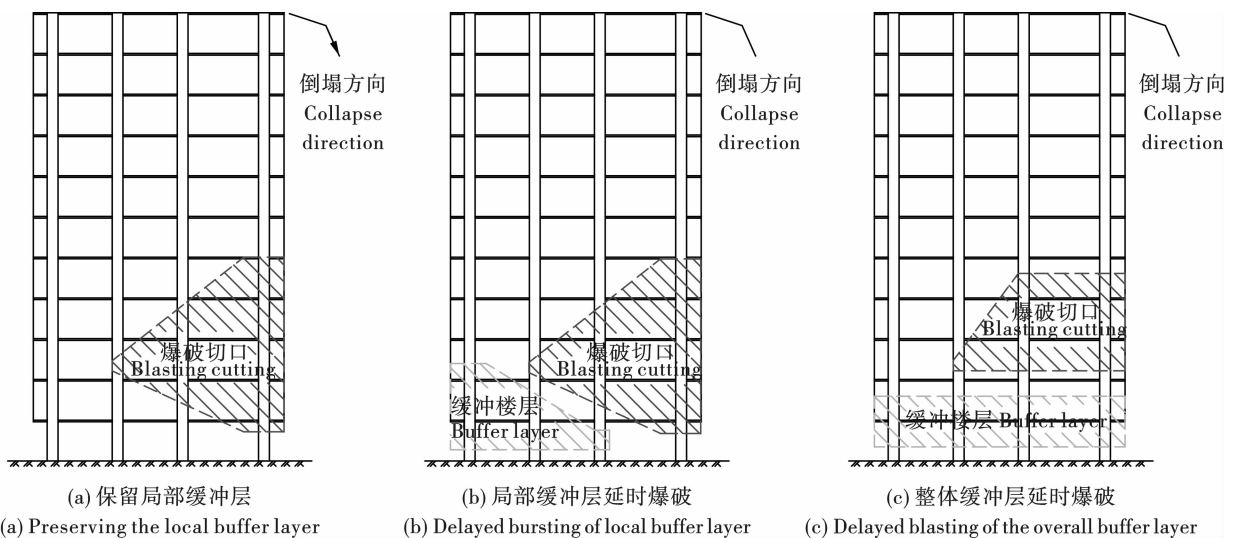 倒塌方向
Collapse
direction
爆破切口
Blasting cutting
(a) 保留局部缓冲层
(a) Preserving the local buffer layer
倒塌方向
Collapse
direction
爆破切口
Blasting cutting
缓冲楼层
Buffer layer
(b) 局部缓冲层延时爆破
(b) Delayed bursting of local buffer layer
倒塌方向
Collapse
direction
爆破切口
Blasting cutting
缓冲楼层 Buffer layer
(c) 整体缓冲层延时爆破
(c) Delayed blasting of the overall buffer layer